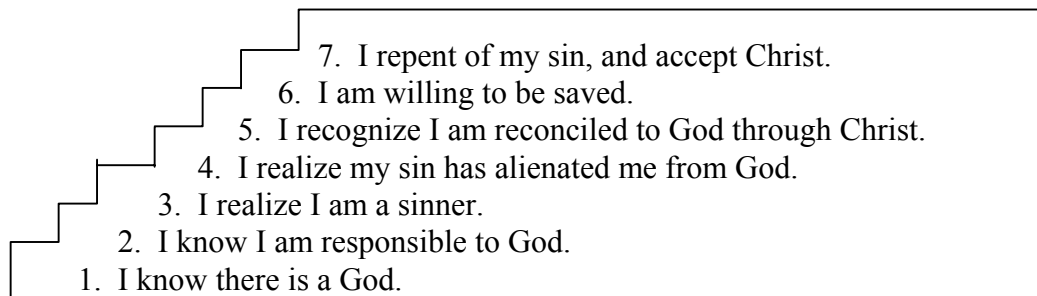 7. I repent of my sin, and accept Christ.
6. I am willing to be saved.
5. I recognize I am reconciled to God through Christ.
4. I realize my sin has alienated me from God.
3. I realize I am a sinner.
2. I know I am responsible to God.
1. I know there is a God.